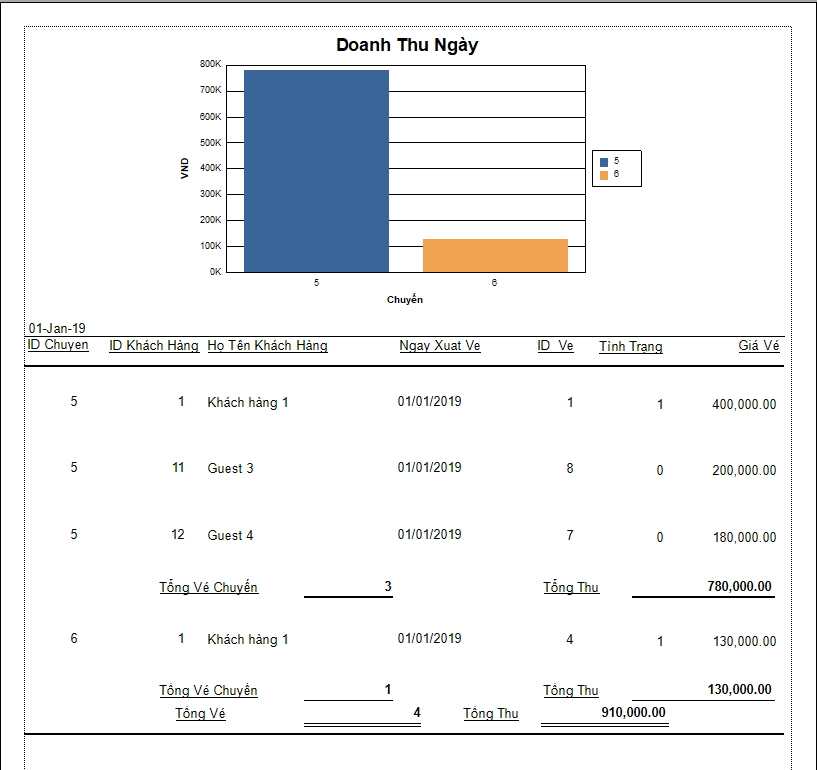 Doanh Thu Ngày
800K
700K
600K
500K
400K
300K
200K
100K
0K
VND
5
6
Chuyến
5
6
01-Jan-19
ID Chuyen ID Khách Hàng Họ Tên Khách Hàng Ngay Xuat Ve ID Ve Tình Trạng Giá Vé
5 1 Khách hàng 1 01/01/2019 1 1 400,000.00
5 11 Guest 3 01/01/2019 8 0 200,000.00
5 12 Guest 4 01/01/2019 7 0 180,000.00
Tổng Vé Chuyến 3 Tổng Thu 780,000.00
6 1 Khách hàng 1 01/01/2019 4 1 130,000.00
Tổng Vé Chuyến 1 Tổng Thu 130,000.00
Tổng Vé 4 Tổng Thu 910,000.00